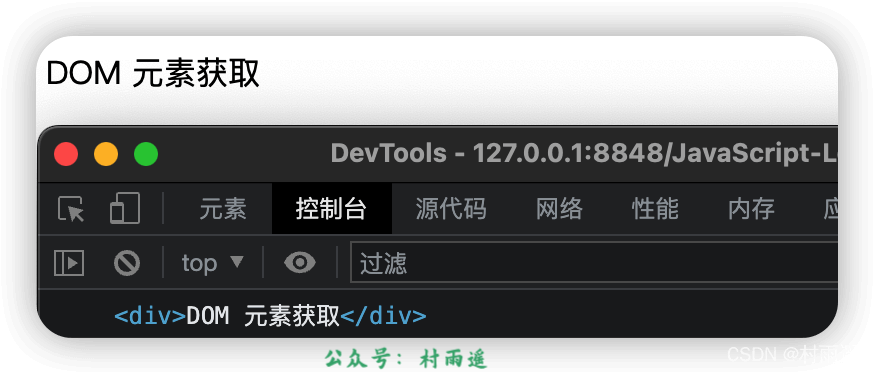 DOM 元素获取
DevTools - 127.0.0.1:8848/JavaScript-L
元素 控制台 源代码 网络 性能 内存 应
top 过滤
<div>DOM 元素获取</div>
公众号：村雨遥
CSDN @村雨